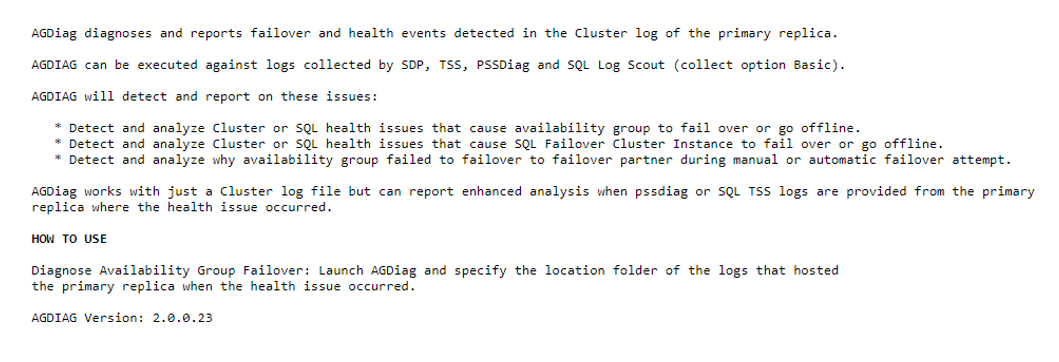 AGDiag diagnoses and reports failover and health events detected in the Cluster log of the primary replica.
AGDIAG can be executed against logs collected by SDP, TSS, PSSDiag and SQL Log Scout (collect option Basic).
AGDIAG will detect and report on these issues:
* Detect and analyze Cluster or SQL health issues that cause availability group to fail over or go offline.
* Detect and analyze Cluster or SQL health issues that cause SQL Failover Cluster Instance to fail over or go offline.
* Detect and analyze why availability group failed to failover to failover partner during manual or automatic failover attempt.
AGDiag works with just a Cluster log file but can report enhanced analysis when pssdiag or SQL TSS logs are provided from the primary
replica where the health issue occurred.
HOW TO USE
Diagnose Availability Group Failover: Launch AGDiag and specify the location folder of the logs that hosted
the primary replica when the health issue occurred.
AGDIAG Version: 2.0.0.23